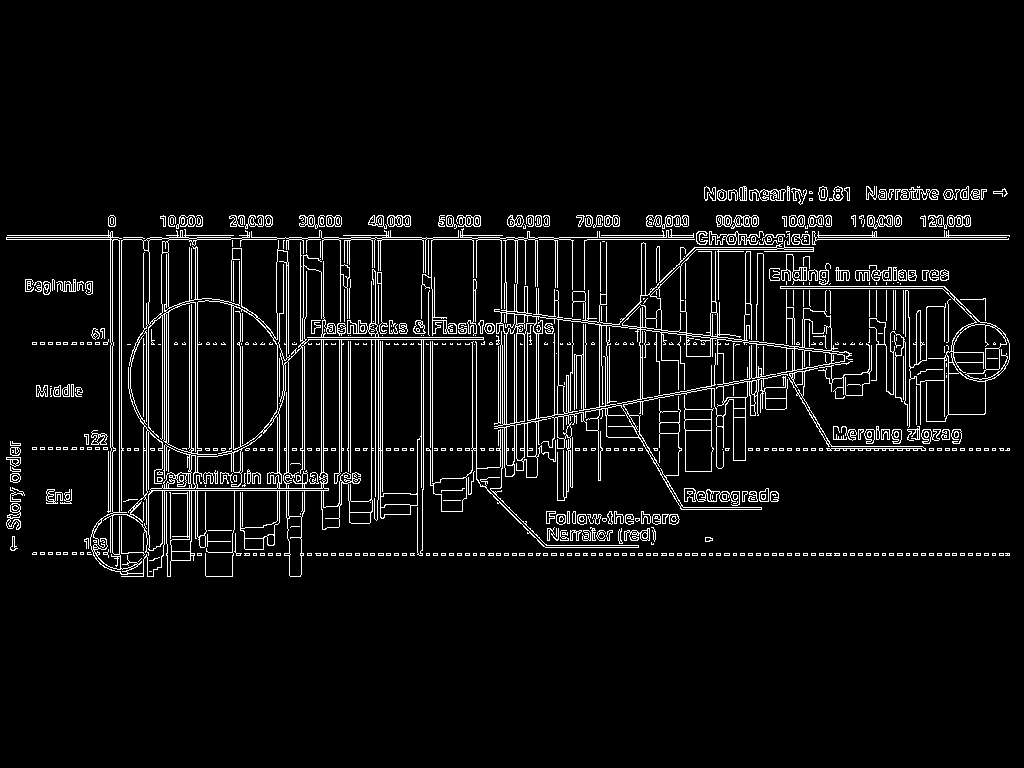 Nonlinearity: 0.81 Narrative order →
0 10,000 20,000 30,000 40,000 50,000 60,000 70,000 80,000 90,000 100,000 110,000 120,000
Chronological
Ending in medias res
Beginning
Flashbacks & Flashforwards
61
Middle
122
Merging zigzag
← Story order
Beginning in medias res
End
Retrograde
Follow-the-hero
Narrator (red)
183